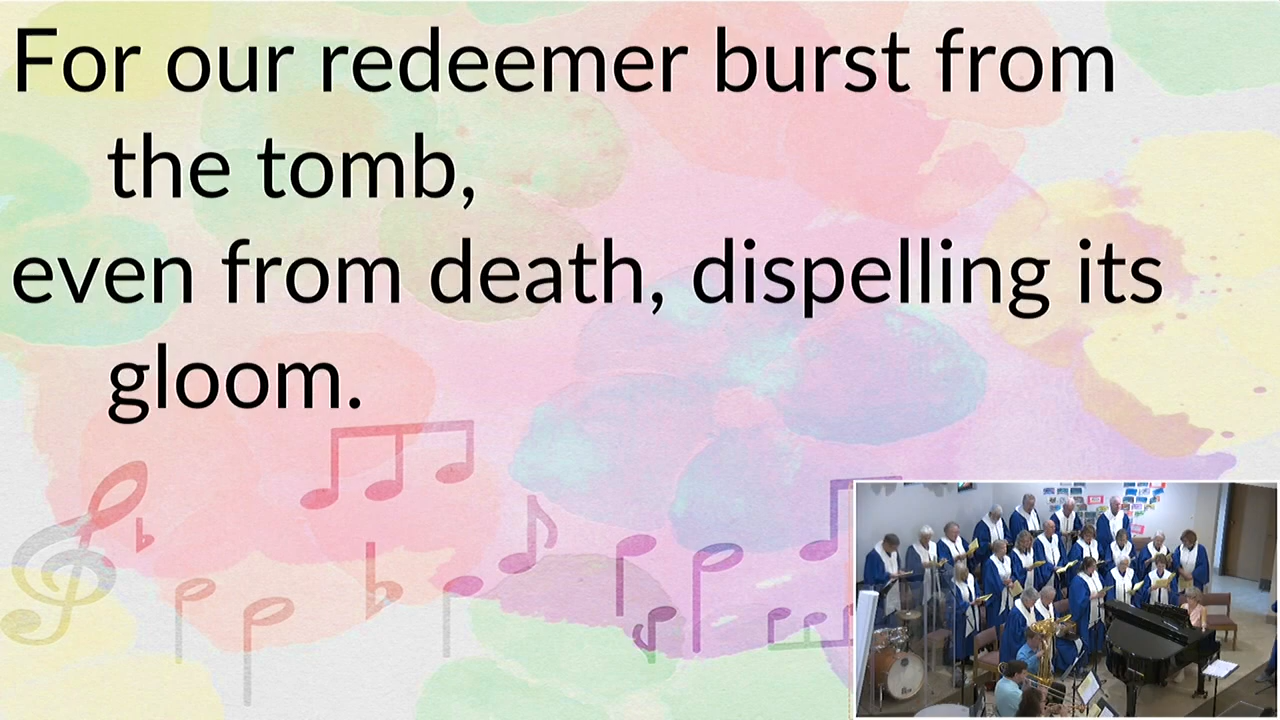 For our redeemer burst from
the tomb,
even from death, dispelling its
gloom.